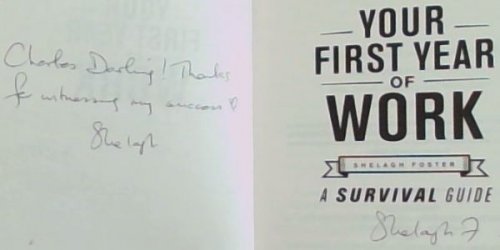 Charles Darling! Thanks
for witnessing my success ♡
Shelagh
YOUR
FIRST YEAR
OF
WORK
SHELAGH FOSTER
A SURVIVAL GUIDE
Shelagh F